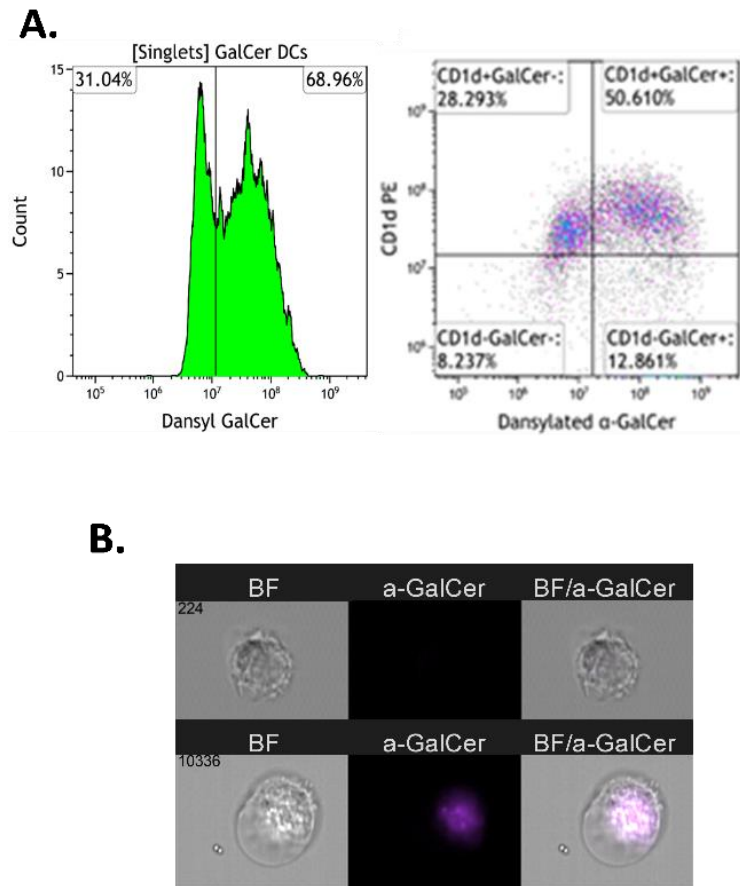 A.
[Singlets] GalCer DCs
15
31.04%
68.96%
10
5
0
Count
10⁵ 10⁶ 10⁷ 10⁸ 10⁹
Dansyl GalCer
CD1d+GalCer-:
28.293%
CD1d+GalCer+:
50.610%
10⁹
10⁸
10⁷
10⁶
CD1d PE
CD1d-GalCer-:
8.237%
CD1d-GalCer+:
12.861%
10⁵ 10⁶ 10⁷ 10⁸ 10⁹
Dansylated α-GalCer
B.
BF a-GalCer BF/a-GalCer
224
BF a-GalCer BF/a-GalCer
10336